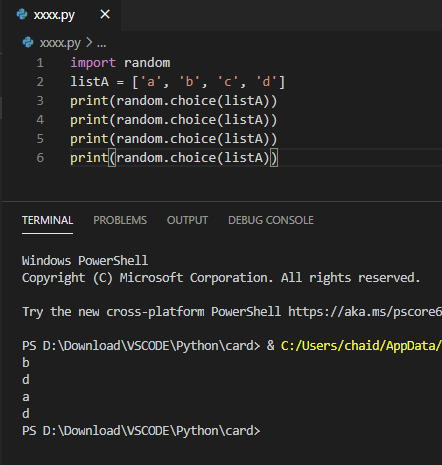 xxxx.py ×
xxxx.py > ...
1 import random
2 listA = ['a', 'b', 'c', 'd']
3 print(random.choice(listA))
4 print(random.choice(listA))
5 print(random.choice(listA))
6 print(random.choice(listA))
TERMINAL PROBLEMS OUTPUT DEBUG CONSOLE
Windows PowerShell
Copyright (C) Microsoft Corporation. All rights reserved.
Try the new cross-platform PowerShell https://aka.ms/pscore6
PS D:\Download\VSCODE\Python\card> & C:/Users/chaid/AppData/
b
d
a
d
PS D:\Download\VSCODE\Python\card>